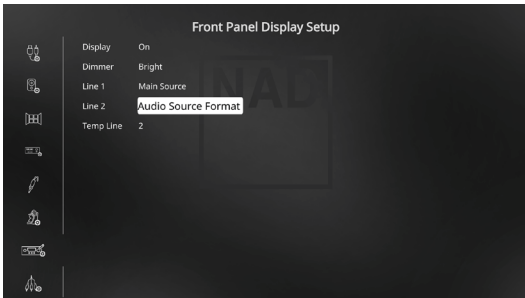 Front Panel Display Setup
Display On
Dimmer Bright
Line 1 Main Source
Line 2 Audio Source Format
Temp Line 2
NAD